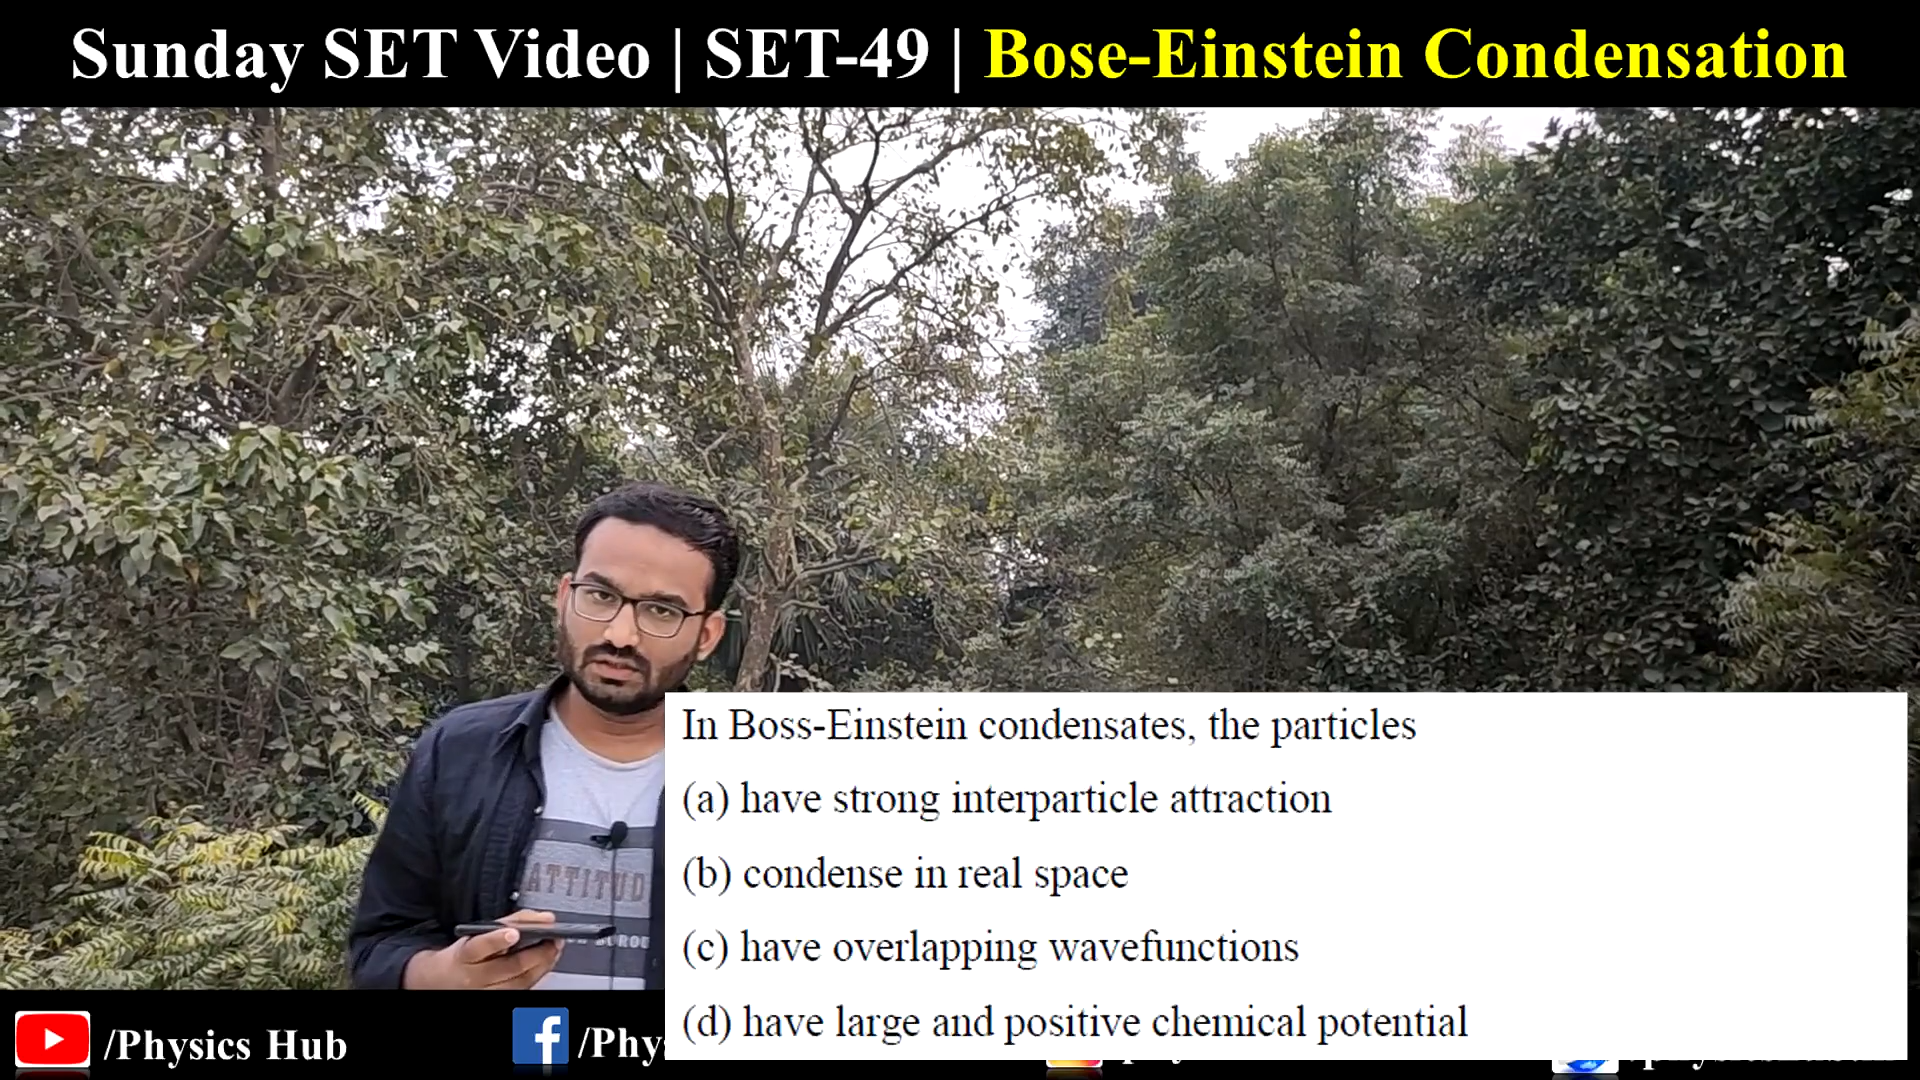 Sunday SET Video | SET-49 | Bose-Einstein Condensation
ATTITUD
In Boss-Einstein condensates, the particles
(a) have strong interparticle attraction
(b) condense in real space
(c) have overlapping wavefunctions
(d) have large and positive chemical potential
/Physics Hub
/Phy